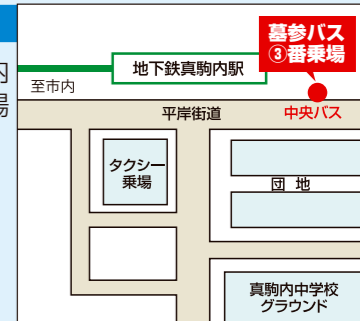 墓参バス
③番乗場
内
場
地下鉄真駒内駅
至市内
平岸街道
中央バス
タクシー
乗場
団 地
真駒内中学校
グラウンド